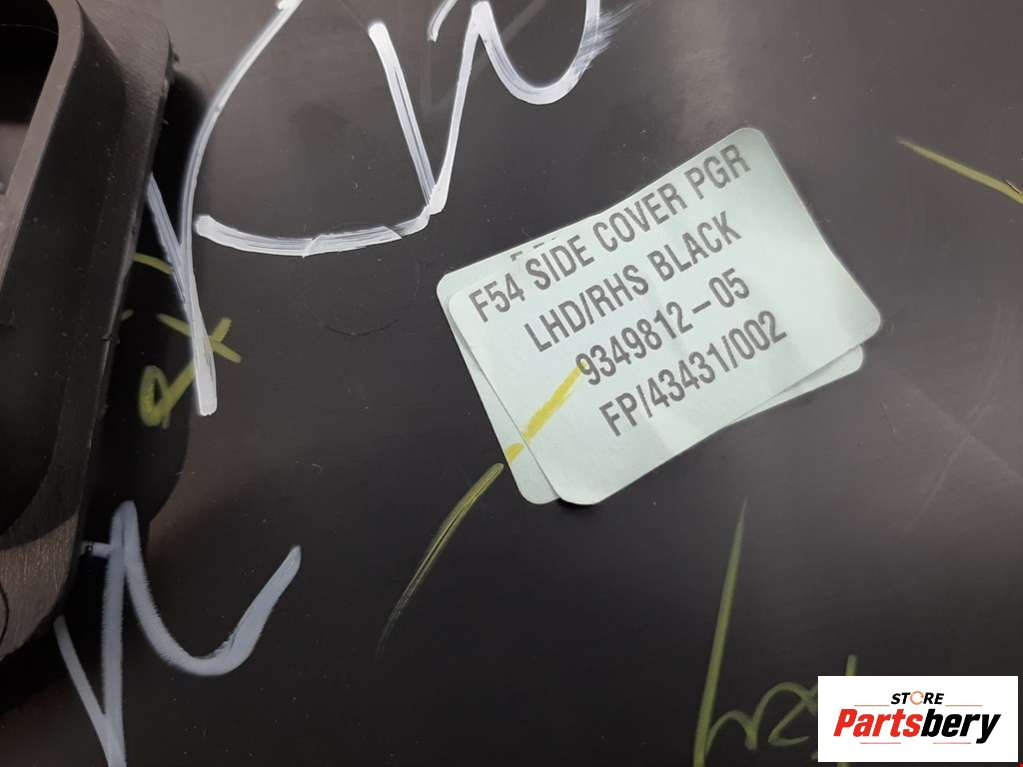 F54 SIDE COVER PGR
LHD/RHS BLACK
9349812-05
FP/43431/002
STORE
Partsbery